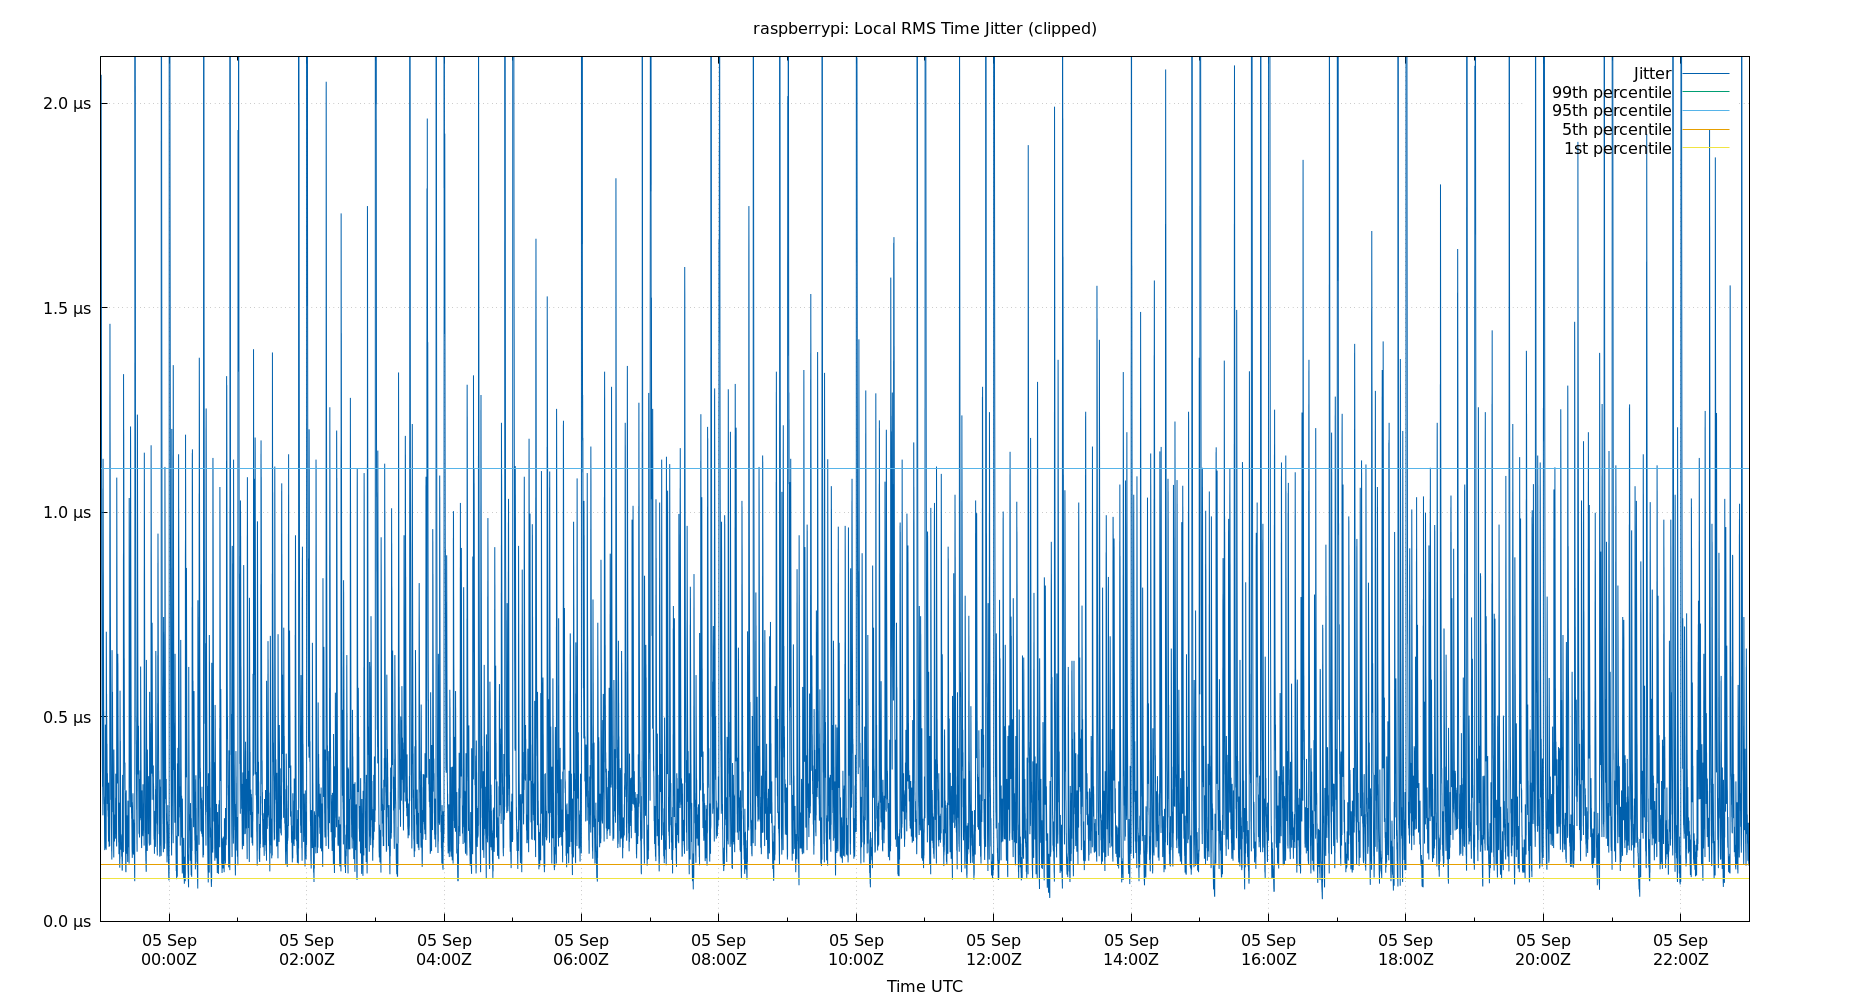 raspberrypi: Local RMS Time Jitter (clipped)
Jitter
99th percentile
95th percentile
5th percentile
1st percentile
2.0 µs
1.5 µs
1.0 µs
0.5 µs
0.0 µs
05 Sep 05 Sep 05 Sep 05 Sep 05 Sep 05 Sep 05 Sep 05 Sep 05 Sep 05 Sep 05 Sep 05 Sep
00:00Z 02:00Z 04:00Z 06:00Z 08:00Z 10:00Z 12:00Z 14:00Z 16:00Z 18:00Z 20:00Z 22:00Z
Time UTC